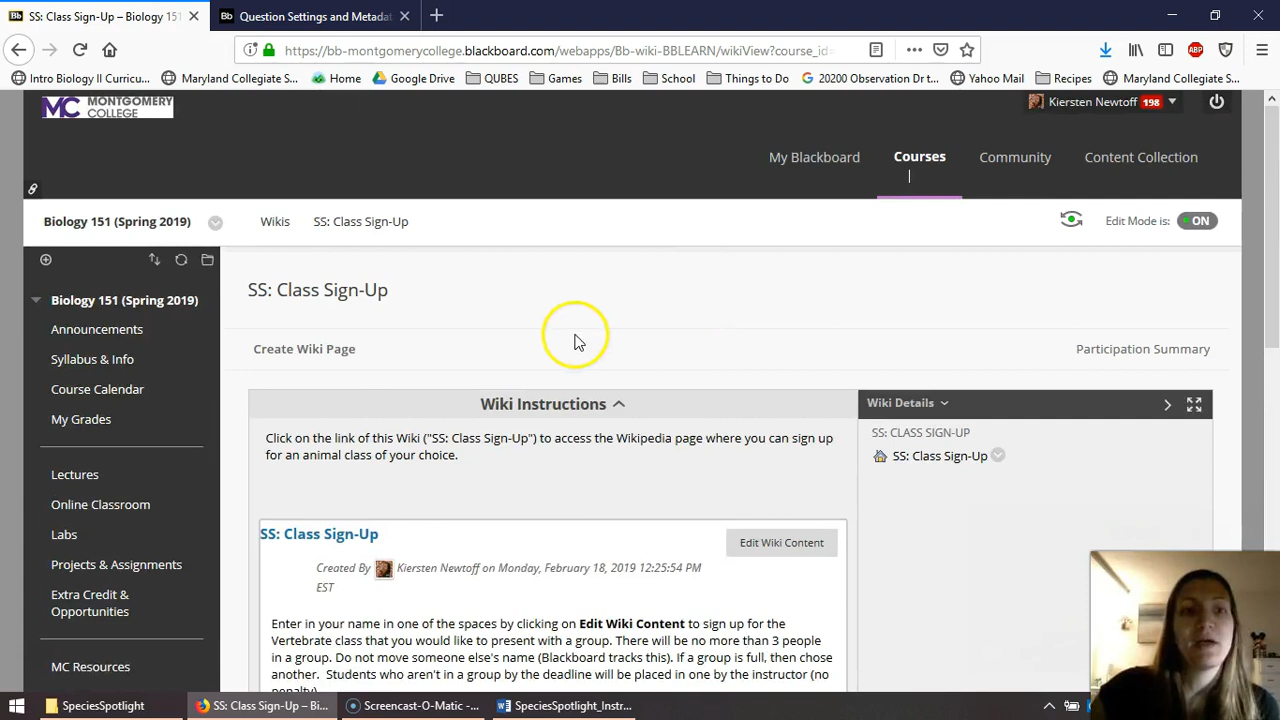 SS: Class Sign-Up – Biology 151
Question Settings and Metadat
https://bb-montgomerycollege.blackboard.com/webapps/Bb-wiki-BBLEARN/wikiView?course_id=
Intro Biology II Curricu... Maryland Collegiate S... Home Google Drive QUBES Games Bills School Things to Do 20200 Observation Dr t... Yahoo Mail Recipes Maryland Collegiate S...
MC MONTGOMERY COLLEGE
Kiersten Newtoff 198
My Blackboard Courses Community Content Collection
Biology 151 (Spring 2019) Wikis SS: Class Sign-Up Edit Mode is: ON
Biology 151 (Spring 2019)
Announcements
Syllabus & Info
Course Calendar
My Grades
Lectures
Online Classroom
Labs
Projects & Assignments
Extra Credit &
Opportunities
MC Resources
SS: Class Sign-Up
Create Wiki Page Participation Summary
Wiki Instructions
Click on the link of this Wiki ("SS: Class Sign-Up") to access the Wikipedia page where you can sign up
for an animal class of your choice.
SS: Class Sign-Up Edit Wiki Content
Created By Kiersten Newtoff on Monday, February 18, 2019 12:25:54 PM
EST
Enter in your name in one of the spaces by clicking on Edit Wiki Content to sign up for the
Vertebrate class that you would like to present with a group. There will be no more than 3 people
in a group. Do not move someone else's name (Blackboard tracks this). If a group is full, then chose
another. Students who aren't in a group by the deadline will be placed in one by the instructor (no
penalty).
Wiki Details
SS: CLASS SIGN-UP
SS: Class Sign-Up
SpeciesSpotlight SS: Class Sign-Up – Bi... Screencast-O-Matic -... SpeciesSpotlight_Instr...